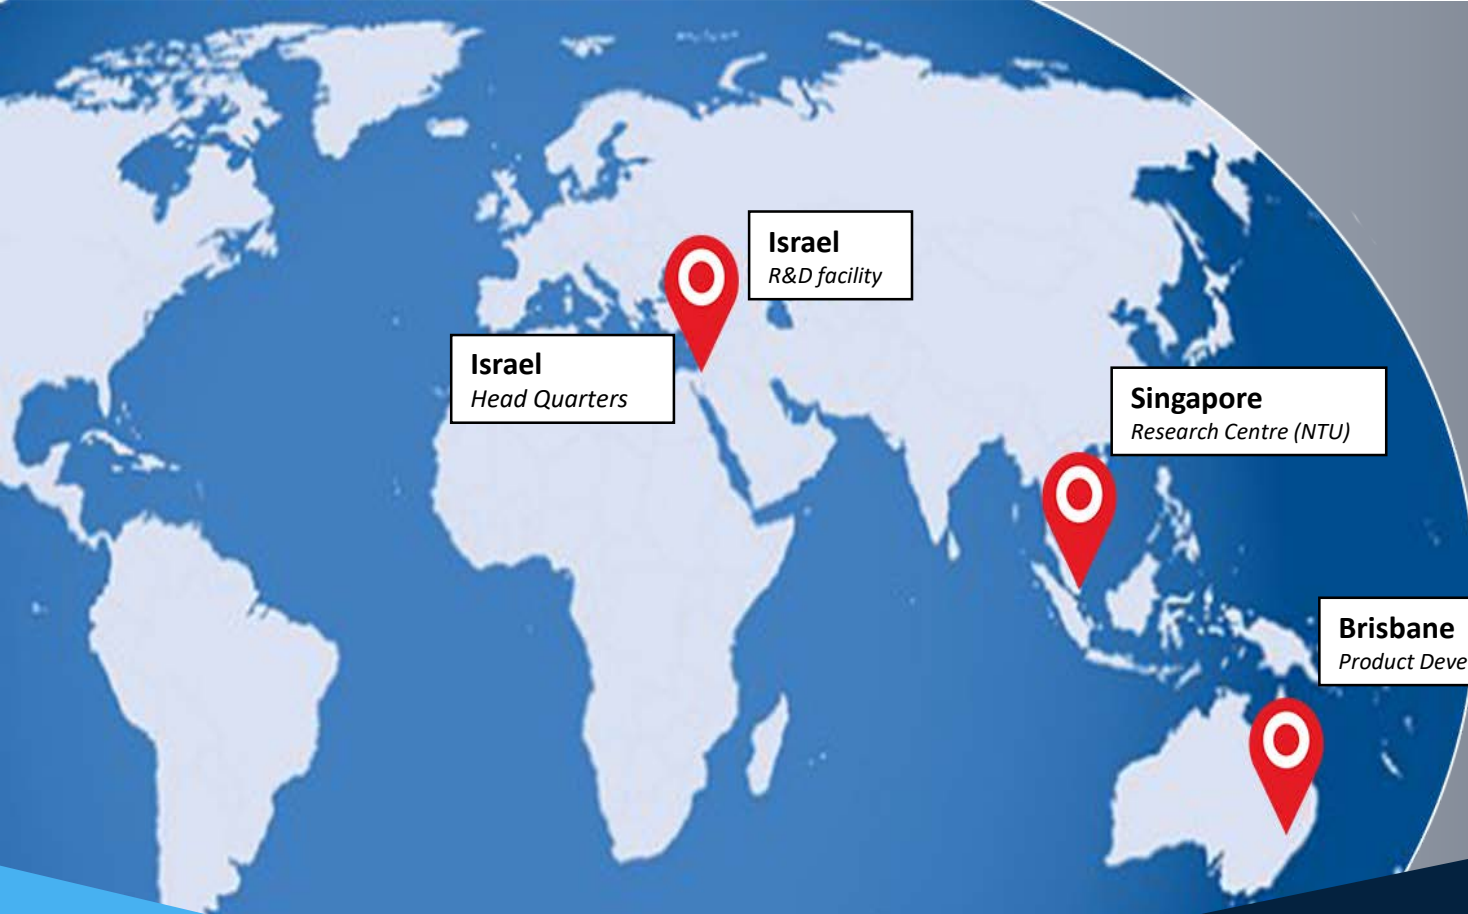 Israel
R&D facility
Israel
Head Quarters
Singapore
Research Centre (NTU)
Brisbane
Product Deve